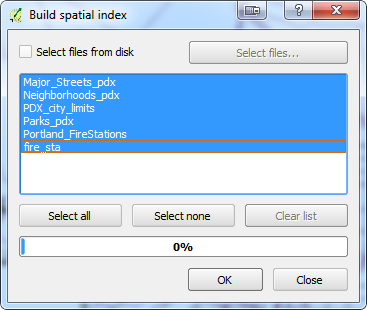 Build spatial index
Select files from disk
Select files...
Major_Streets_pdx
Neighborhoods_pdx
PDX_city_limits
Parks_pdx
Portland_FireStations
fire_sta
Select all
Select none
Clear list
0%
OK
Close